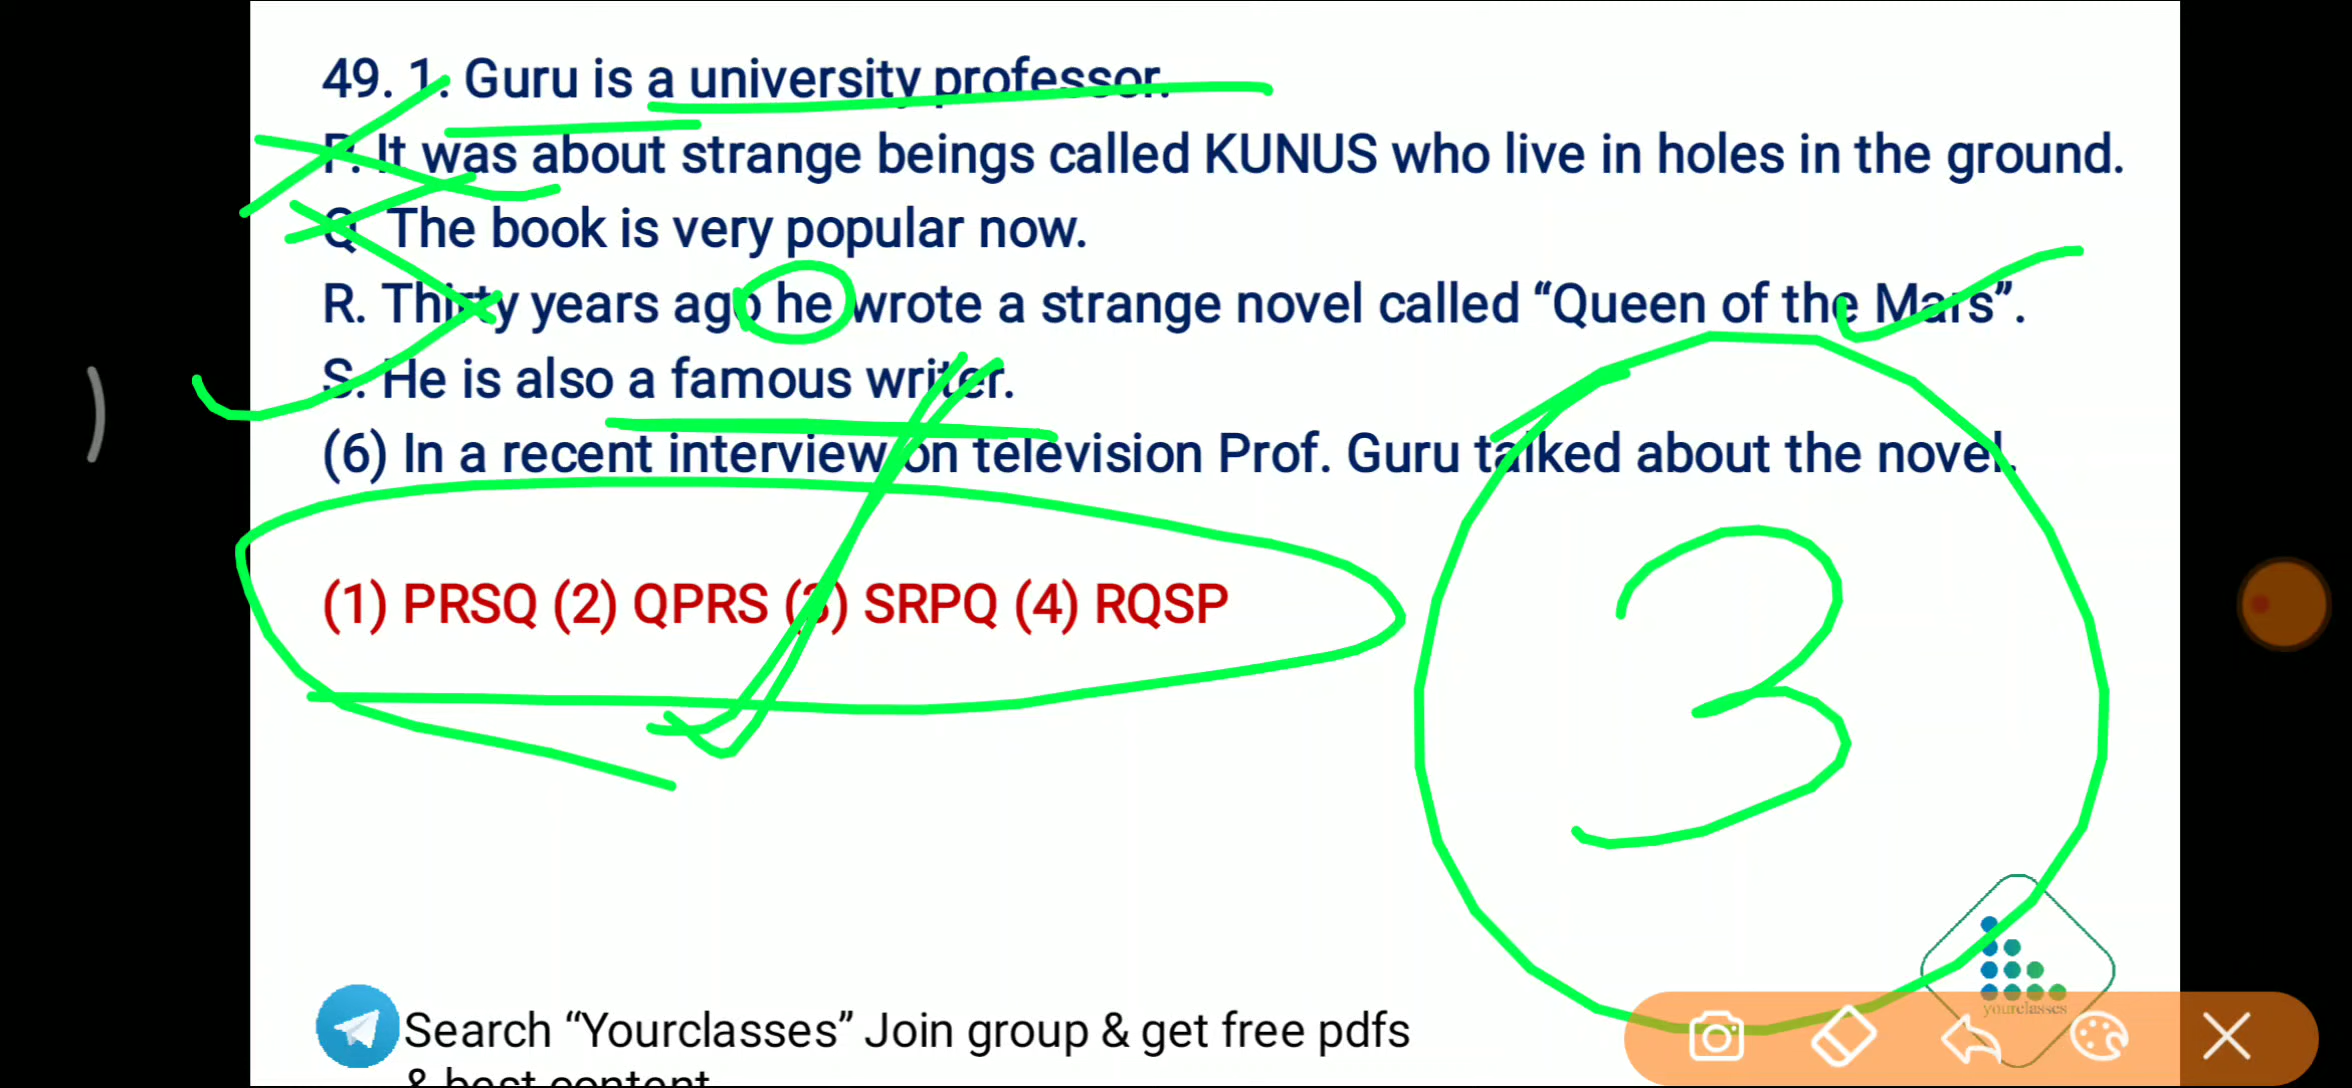 49. 1. Guru is a university professor.
P. It was about strange beings called KUNUS who live in holes in the ground.
Q. The book is very popular now.
R. Thirty years ago he wrote a strange novel called “Queen of the Mars”.
S. He is also a famous writer.
(6) In a recent interview on television Prof. Guru talked about the novel.
(1) PRSQ (2) QPRS (3) SRPQ (4) RQSP
3
yourclasses
Search “Yourclasses” Join group & get free pdfs
& best content